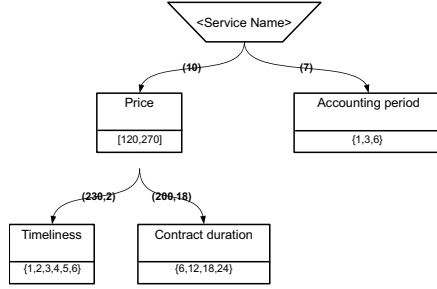 <Service Name>
(10)
(7)
Price
[120,270]
Accounting period
{1,3,6}
(230,2)
(200,18)
Timeliness
{1,2,3,4,5,6}
Contract duration
{6,12,18,24}